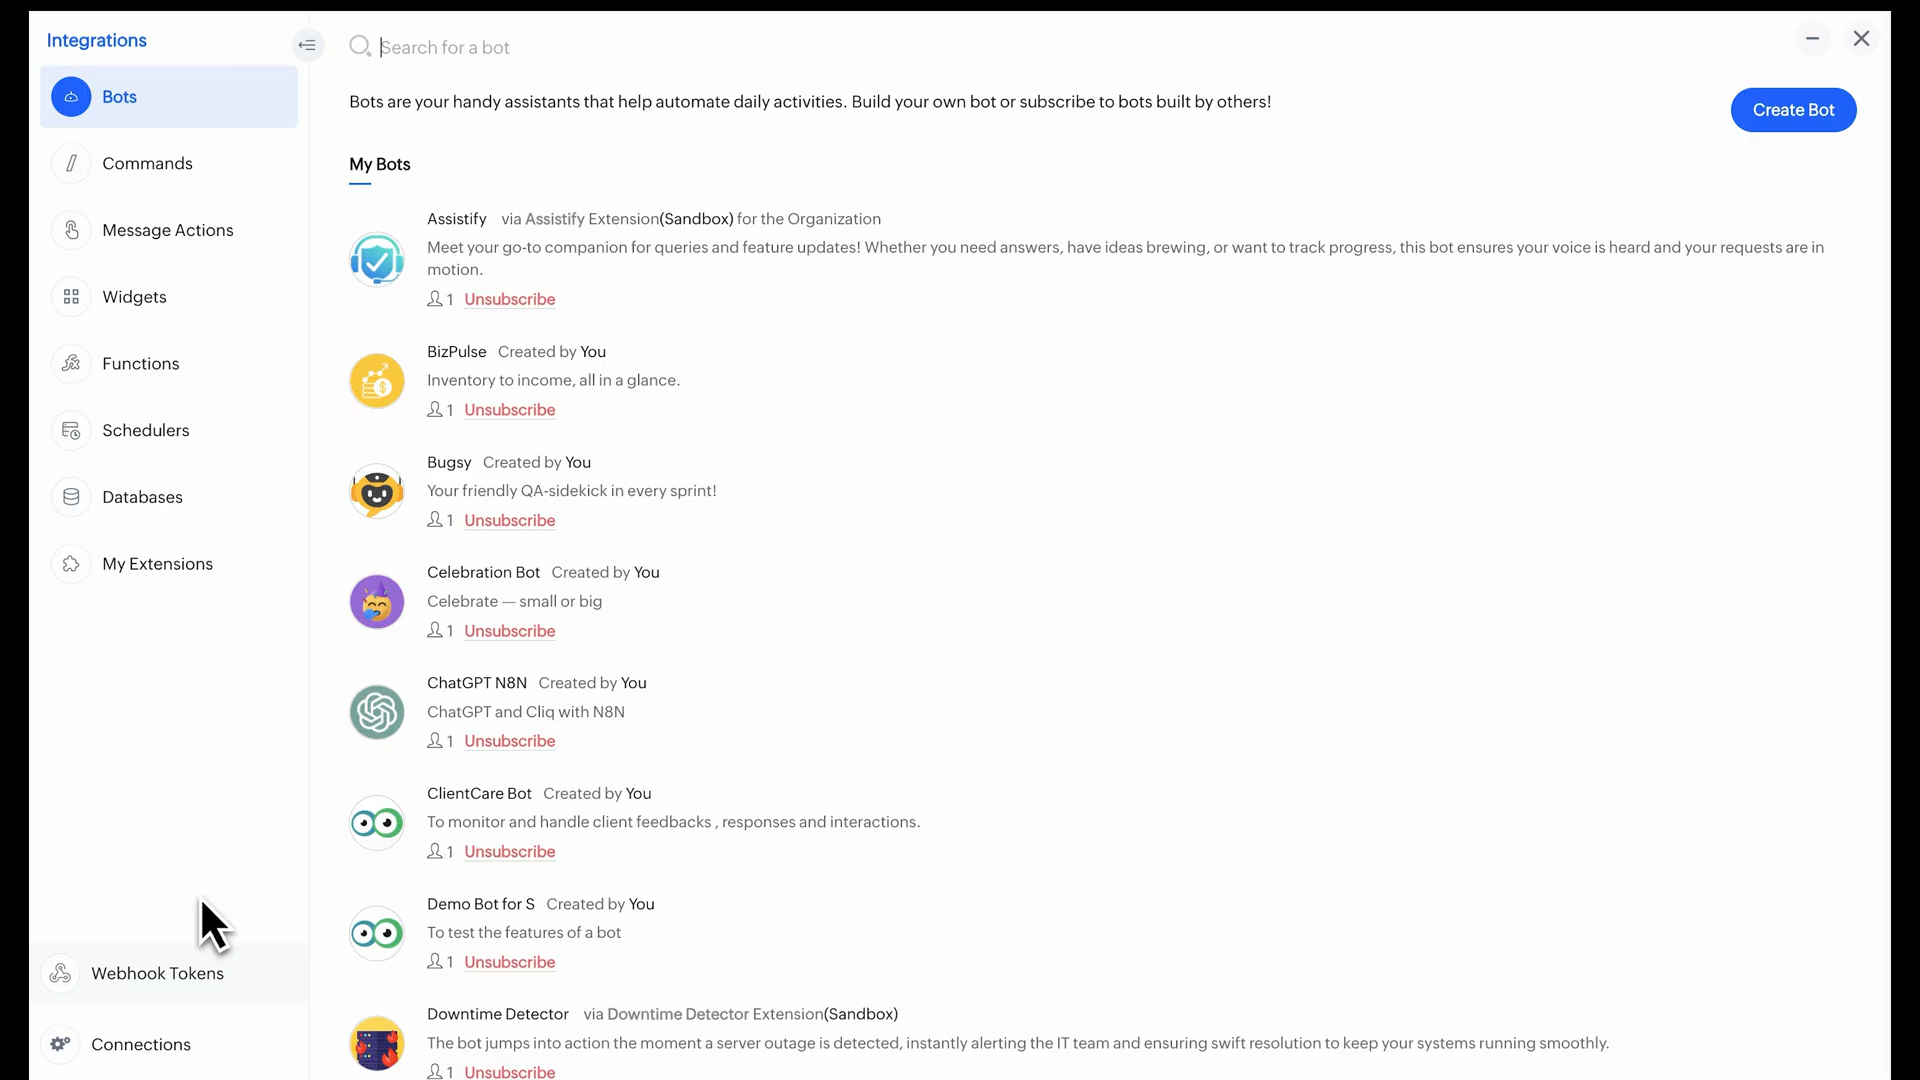 Integrations
Bots
Commands
Message Actions
Widgets
Functions
Schedulers
Databases
My Extensions
Webhook Tokens
Connections
Search for a bot
Bots are your handy assistants that help automate daily activities. Build your own bot or subscribe to bots built by others!
Create Bot
My Bots
Assistify via Assistify Extension(Sandbox) for the Organization
Meet your go-to companion for queries and feature updates! Whether you need answers, have ideas brewing, or want to track progress, this bot ensures your voice is heard and your requests are in
motion.
1 Unsubscribe
BizPulse Created by You
Inventory to income, all in a glance.
1 Unsubscribe
Bugsy Created by You
Your friendly QA-sidekick in every sprint!
1 Unsubscribe
Celebration Bot Created by You
Celebrate — small or big
1 Unsubscribe
ChatGPT N8N Created by You
ChatGPT and Cliq with N8N
1 Unsubscribe
ClientCare Bot Created by You
To monitor and handle client feedbacks , responses and interactions.
1 Unsubscribe
Demo Bot for S Created by You
To test the features of a bot
1 Unsubscribe
Downtime Detector via Downtime Detector Extension(Sandbox)
The bot jumps into action the moment a server outage is detected, instantly alerting the IT team and ensuring swift resolution to keep your systems running smoothly.
1 Unsubscribe